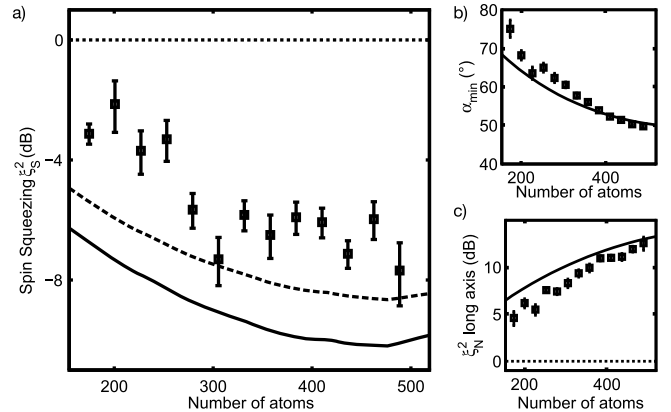 a)
Spin Squeezing ξ²S (dB)
0
−4
−8
200 300 400 500
Number of atoms
b)
αmin (°)
80
70
60
50
40
200 400
Number of atoms
c)
ξ²N long axis (dB)
10
5
0
200 400
Number of atoms